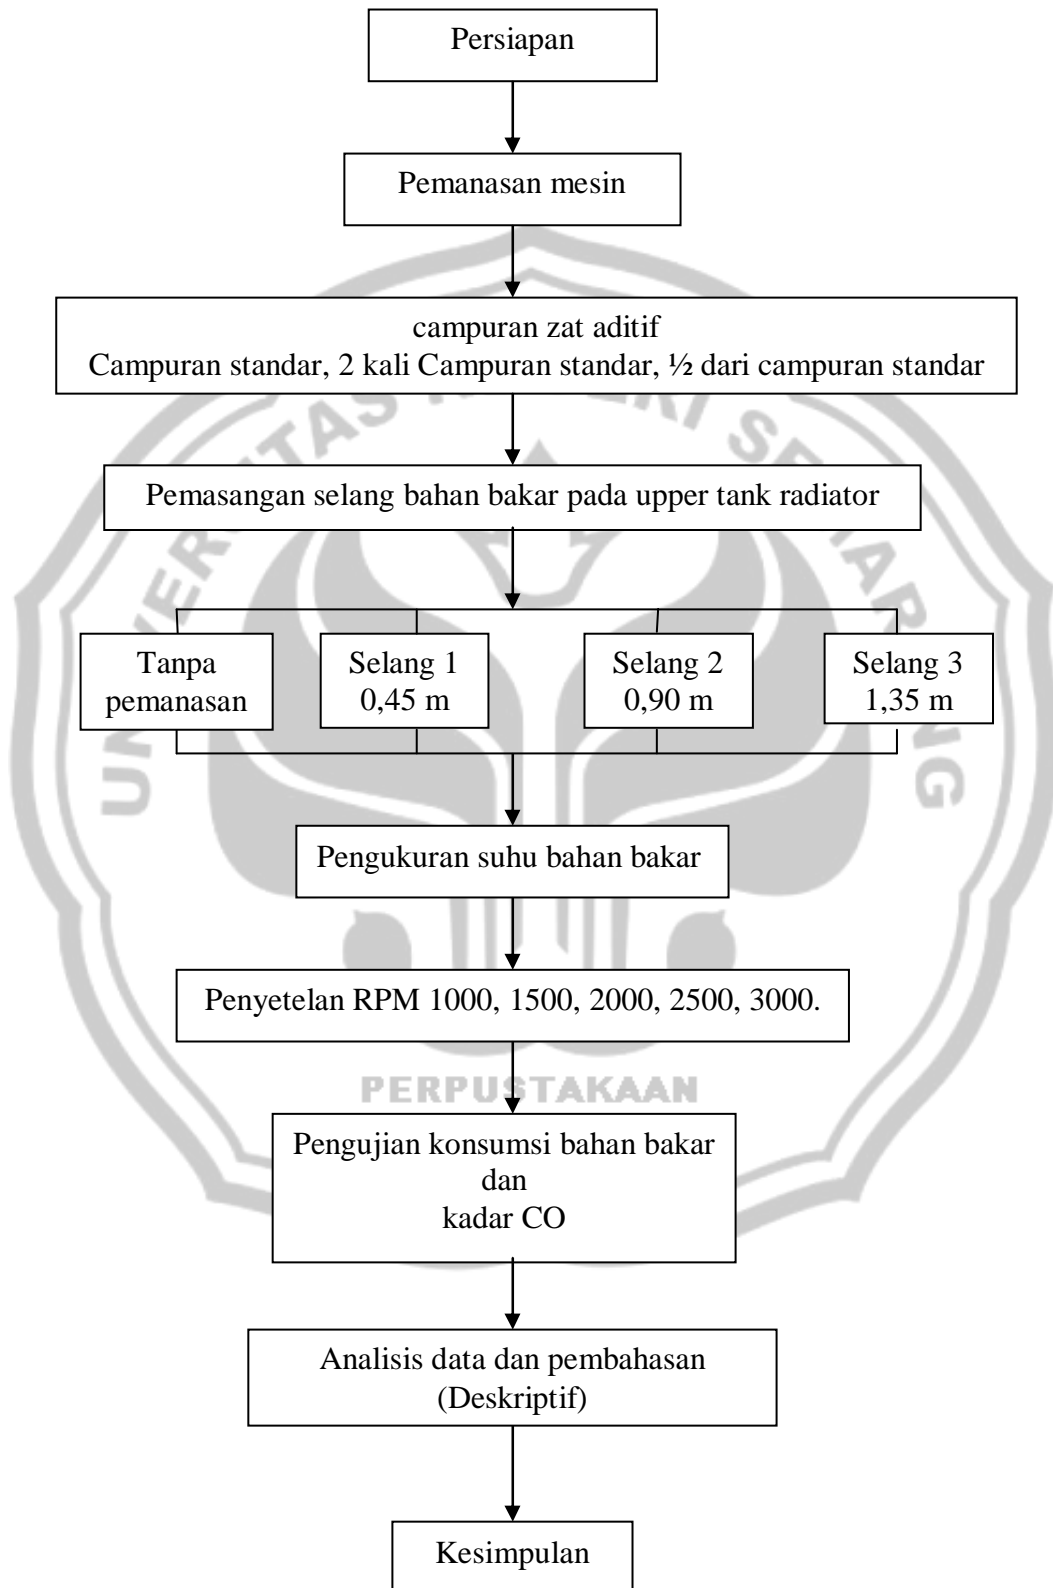 Persiapan
Pemanasan mesin
campuran zat aditif
Campuran standar, 2 kali Campuran standar, ½ dari campuran standar
Pemasangan selang bahan bakar pada upper tank radiator
Tanpa
pemanasan
Selang 1
0,45 m
Selang 2
0,90 m
Selang 3
1,35 m
Pengukuran suhu bahan bakar
Penyetelan RPM 1000, 1500, 2000, 2500, 3000.
PERPUSTAKAAN
Pengujian konsumsi bahan bakar
dan
kadar CO
Analisis data dan pembahasan
(Deskriptif)
Kesimpulan